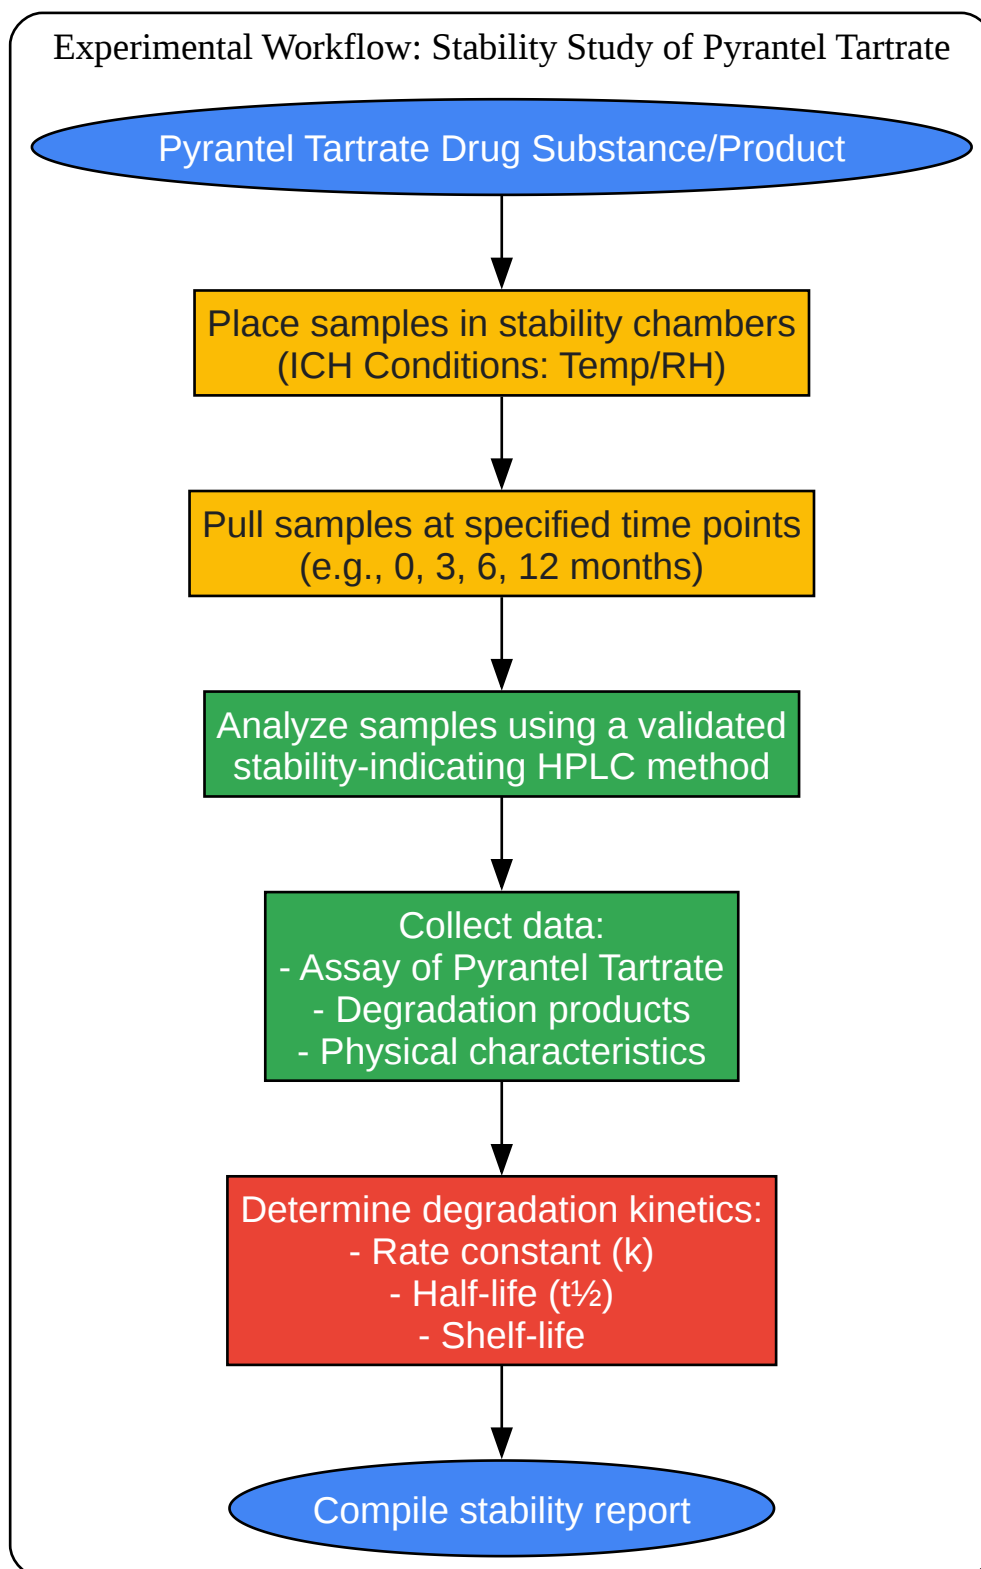 Experimental Workflow: Stability Study of Pyrantel Tartrate
Pyrantel Tartrate Drug Substance/Product
Place samples in stability chambers
(ICH Conditions: Temp/RH)
Pull samples at specified time points
(e.g., 0, 3, 6, 12 months)
Analyze samples using a validated
stability-indicating HPLC method
Collect data:
- Assay of Pyrantel Tartrate
- Degradation products
- Physical characteristics
Determine degradation kinetics:
- Rate constant (k)
- Half-life (t½)
- Shelf-life
Compile stability report